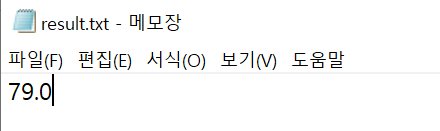 result.txt - 메모장
파일(F) 편집(E) 서식(O) 보기(V) 도움말
79.0